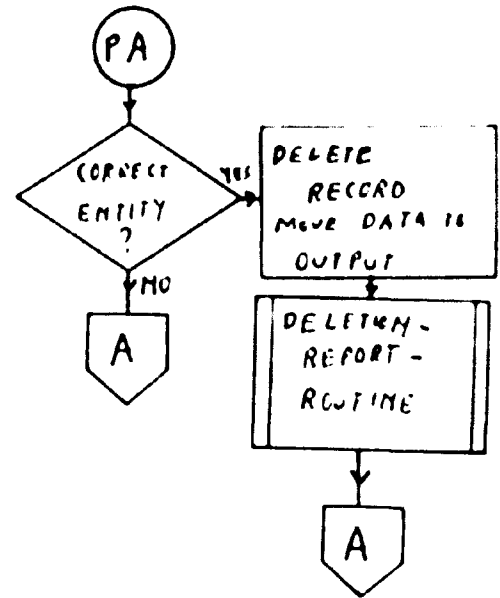 PA
CORRECT
ENTITY
?
YES
DELETE
RECORD
MOVE DATA TO
OUTPUT
NO
A
DELETION-
REPORT-
ROUTINE
A